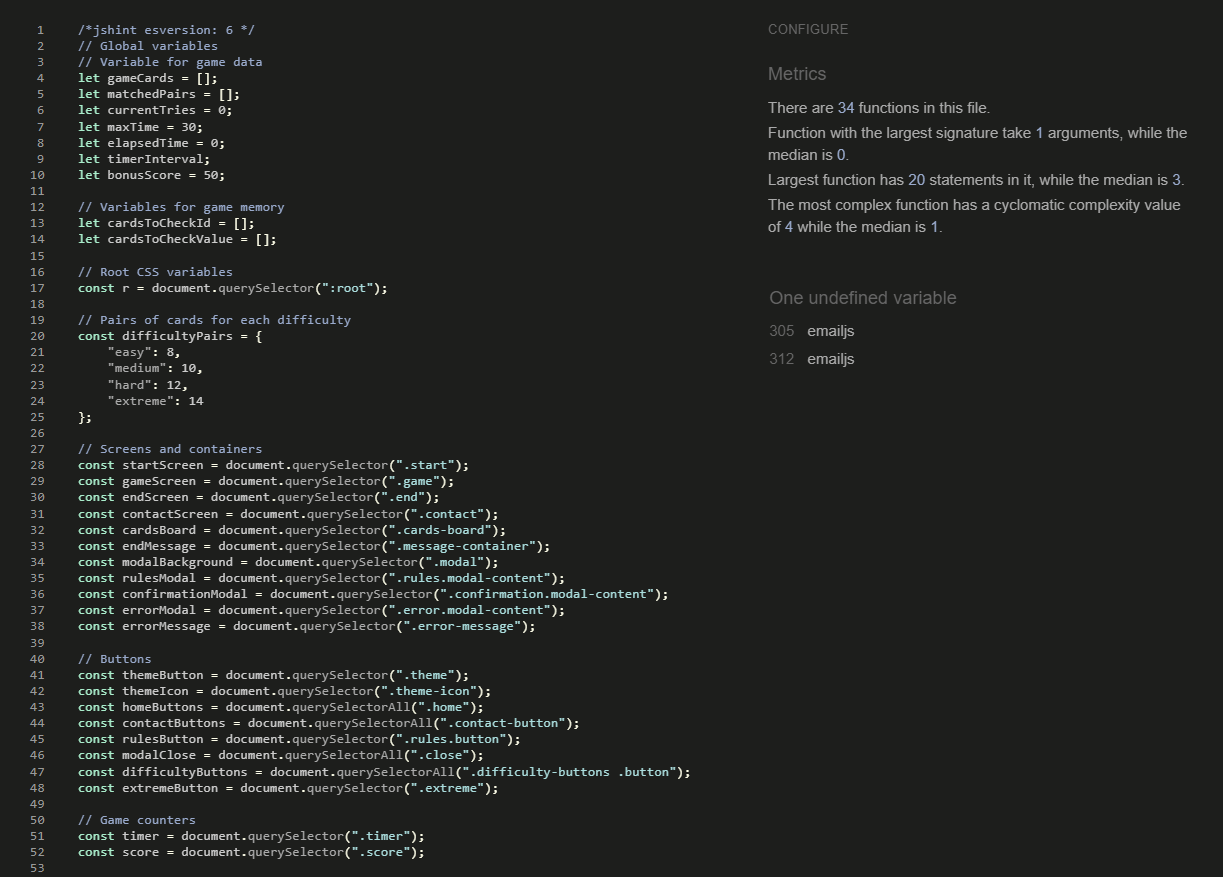 1 /*jshint esversion: 6 */
2 // Global variables
3 // Variable for game data
4 let gameCards = [];
5 let matchedPairs = [];
6 let currentTries = 0;
7 let maxTime = 30;
8 let elapsedTime = 0;
9 let timerInterval;
10 let bonusScore = 50;
11
12 // Variables for game memory
13 let cardsToCheckId = [];
14 let cardsToCheckValue = [];
15
16 // Root CSS variables
17 const r = document.querySelector(":root");
18
19 // Pairs of cards for each difficulty
20 const difficultyPairs = {
21     "easy": 8,
22     "medium": 10,
23     "hard": 12,
24     "extreme": 14
25 };
26
27 // Screens and containers
28 const startScreen = document.querySelector(".start");
29 const gameScreen = document.querySelector(".game");
30 const endScreen = document.querySelector(".end");
31 const contactScreen = document.querySelector(".contact");
32 const cardsBoard = document.querySelector(".cards-board");
33 const endMessage = document.querySelector(".message-container");
34 const modalBackground = document.querySelector(".modal");
35 const rulesModal = document.querySelector(".rules.modal-content");
36 const confirmationModal = document.querySelector(".confirmation.modal-content");
37 const errorModal = document.querySelector(".error.modal-content");
38 const errorMessage = document.querySelector(".error-message");
39
40 // Buttons
41 const themeButton = document.querySelector(".theme");
42 const themeIcon = document.querySelector(".theme-icon");
43 const homeButtons = document.querySelectorAll(".home");
44 const contactButtons = document.querySelectorAll(".contact-button");
45 const rulesButton = document.querySelector(".rules.button");
46 const modalClose = document.querySelectorAll(".close");
47 const difficultyButtons = document.querySelectorAll(".difficulty-buttons .button");
48 const extremeButton = document.querySelector(".extreme");
49
50 // Game counters
51 const timer = document.querySelector(".timer");
52 const score = document.querySelector(".score");
53
CONFIGURE
Metrics
There are 34 functions in this file.
Function with the largest signature take 1 arguments, while the
median is 0.
Largest function has 20 statements in it, while the median is 3.
The most complex function has a cyclomatic complexity value
of 4 while the median is 1.
One undefined variable
305 emailjs
312 emailjs